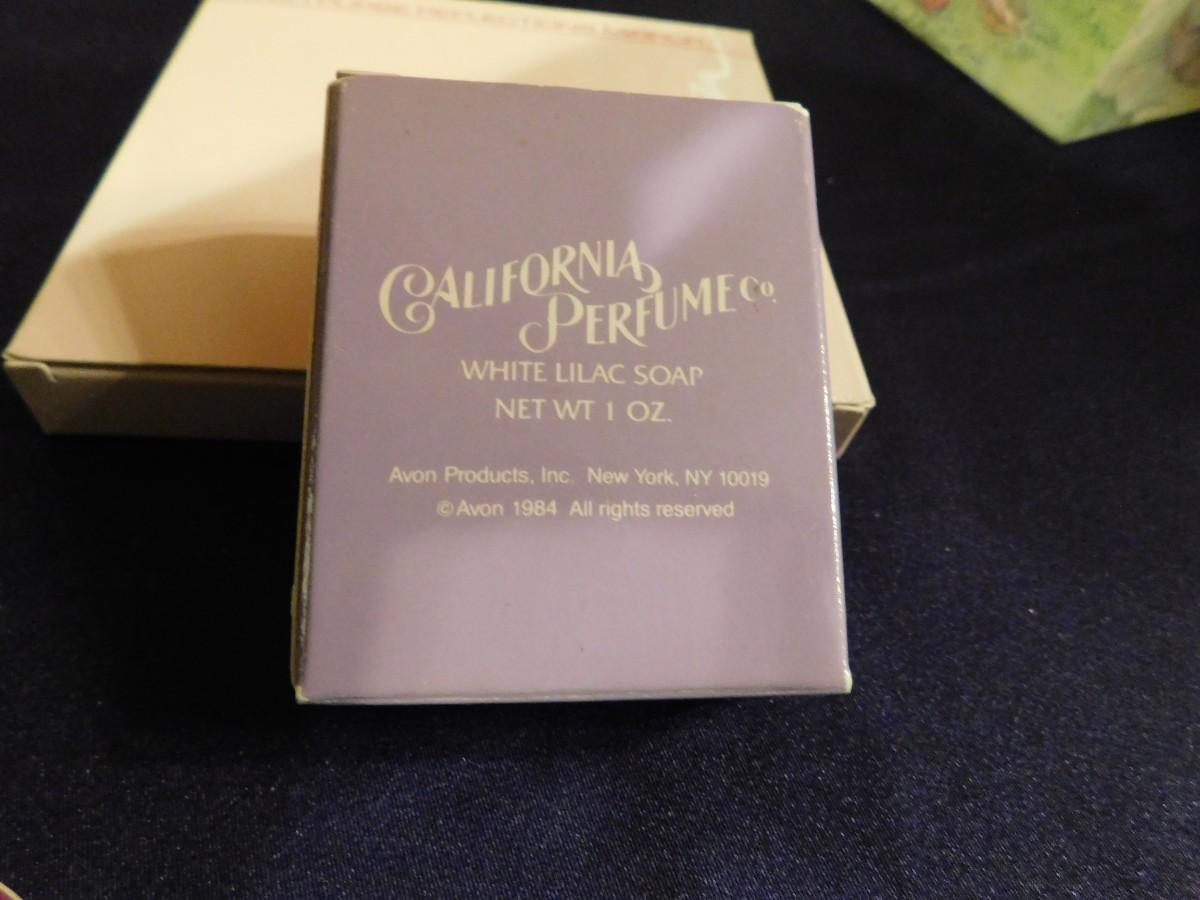 REFLECTIONS
CALIFORNIA
PERFUME Co.
WHITE LILAC SOAP
NET WT 1 OZ.
Avon Products, Inc. New York, NY 10019
©Avon 1984 All rights reserved